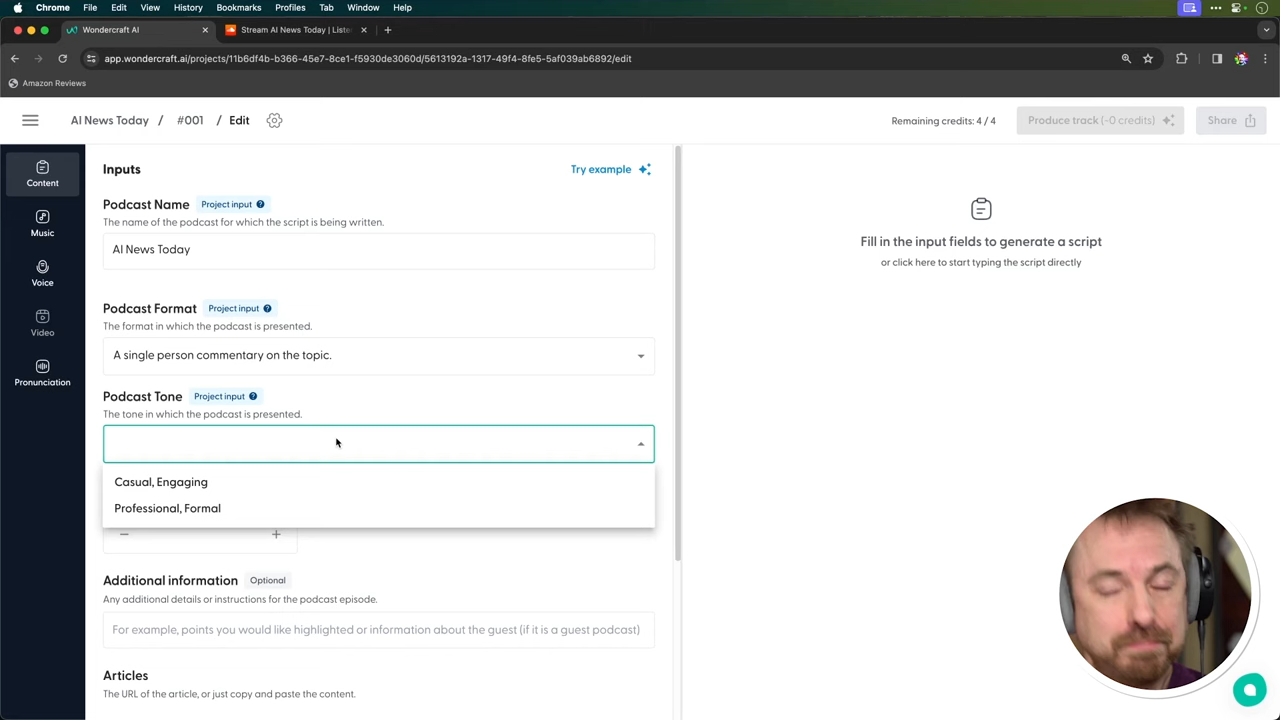 Chrome File Edit View History Bookmarks Profiles Tab Window Help
Wondercraft AI
Stream AI News Today | Liste
app.wondercraft.ai/projects/11b6df4b-b366-45e7-8ce1-f5930de3060d/5613192a-1317-49f4-8fe5-5af039ab6892/edit
Amazon Reviews
AI News Today / #001 / Edit
Remaining credits: 4 / 4
Produce track (-0 credits)
Share
Content
Music
Voice
Video
Pronunciation
Inputs
Try example
Podcast Name Project input ?
The name of the podcast for which the script is being written.
AI News Today
Podcast Format Project input ?
The format in which the podcast is presented.
A single person commentary on the topic.
Podcast Tone Project input ?
The tone in which the podcast is presented.
Casual, Engaging
Professional, Formal
Additional information Optional
Any additional details or instructions for the podcast episode.
For example, points you would like highlighted or information about the guest (if it is a guest podcast)
Articles
The URL of the article, or just copy and paste the content.
Fill in the input fields to generate a script
or click here to start typing the script directly